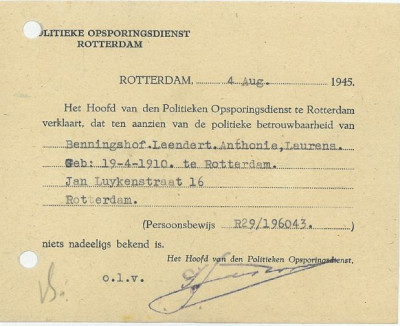 POLITIEKE OPSPORINGSDIENST
ROTTERDAM
ROTTERDAM, 4 Aug. 1945.
Het Hoofd van den Politieken Opsporingsdienst te Rotterdam
verklaart, dat ten aanzien van de politieke betrouwbaarheid van
Benningshof.Leendert.Anthonie,Laurens.
Geb: 19-4-1910. te Rotterdam.
Jan Luykenstraat 16
Rotterdam.
(Persoonsbewijs R29/196043.)
niets nadeeligs bekend is.
Het Hoofd van den Politieken Opsporingsdienst,
o.l.v.